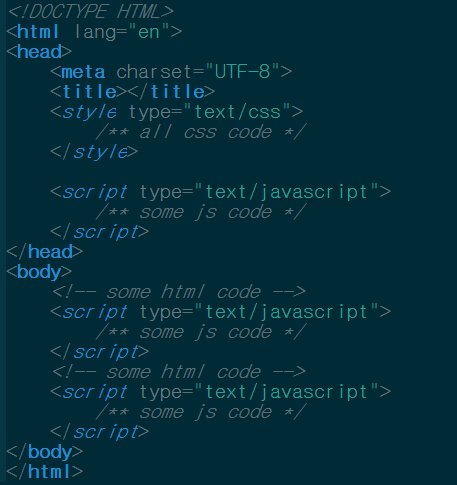 <!DOCTYPE HTML>
<html lang="en">
<head>
    <meta charset="UTF-8">
    <title></title>
    <style type="text/css">
        /** all css code */
    </style>

    <script type="text/javascript">
        /** some js code */
    </script>
</head>
<body>
    <!-- some html code -->
    <script type="text/javascript">
        /** some js code */
    </script>
    <!-- some html code -->
    <script type="text/javascript">
        /** some js code */
    </script>
</body>
</html>